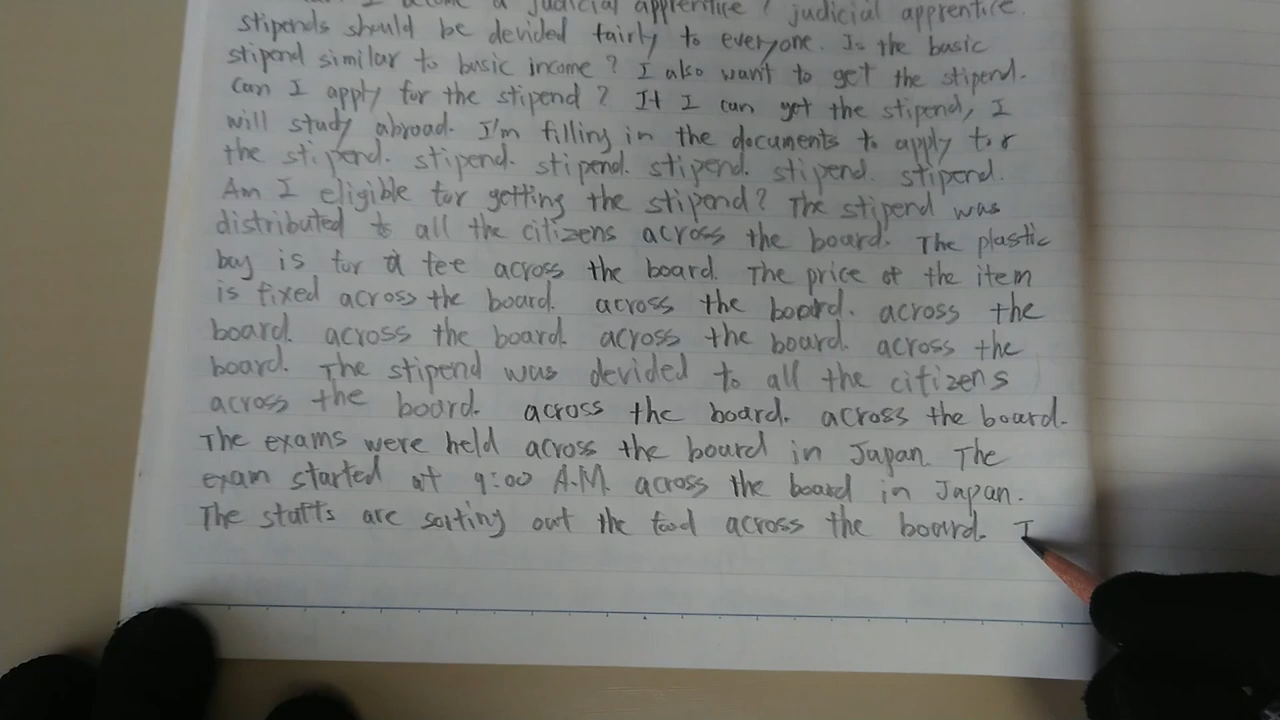 I become a judicial apprentice? judicial apprentice.
stipends should be devided fairly to everyone. Is the basic
stipend similar to basic income? I also want to get the stipend.
Can I apply for the stipend? If I can get the stipend, I
will study abroad. I'm filling in the documents to apply for
the stipend. stipend. stipend. stipend. stipend. stipend.
Am I eligible for getting the stipend? The stipend was
distributed to all the citizens across the board. The plastic
bag is for a fee across the board. The price of the item
is fixed across the board. across the board. across the
board. across the board. across the board. across the
board. The stipend was devided to all the citizens
across the board. across the board. across the board.
The exams were held across the board in Japan. The
exam started at 9:00 A.M. across the board in Japan.
The staffs are sorting out the food across the board. I